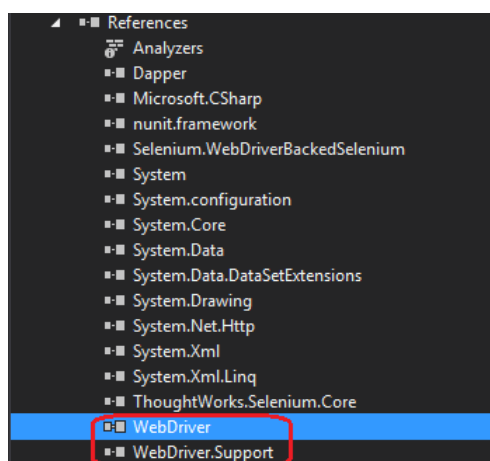 References
Analyzers
Dapper
Microsoft.CSharp
nunit.framework
Selenium.WebDriverBackedSelenium
System
System.configuration
System.Core
System.Data
System.Data.DataSetExtensions
System.Drawing
System.Net.Http
System.Xml
System.Xml.Linq
ThoughtWorks.Selenium.Core
WebDriver
WebDriver.Support